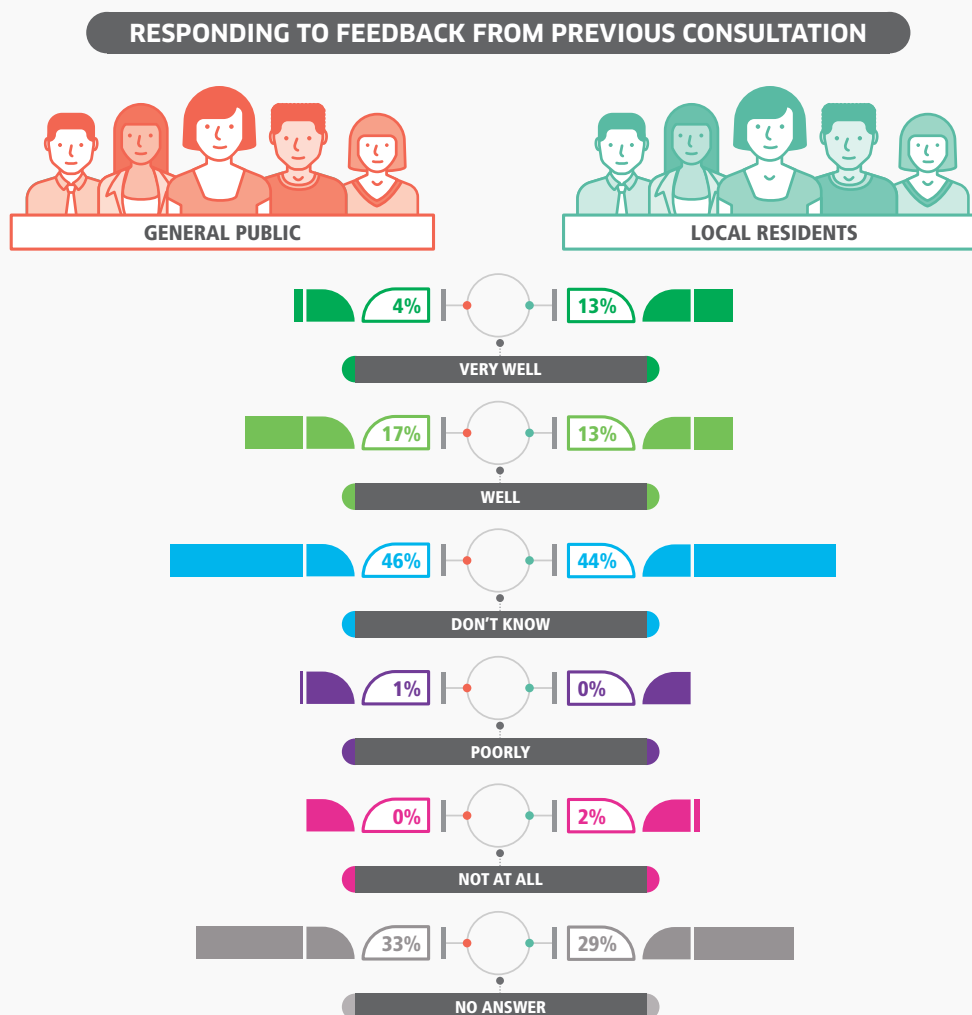 RESPONDING TO FEEDBACK FROM PREVIOUS CONSULTATION
GENERAL PUBLIC
LOCAL RESIDENTS
4%
13%
VERY WELL
17%
13%
WELL
46%
44%
DON'T KNOW
1%
0%
POORLY
0%
2%
NOT AT ALL
33%
29%
NO ANSWER